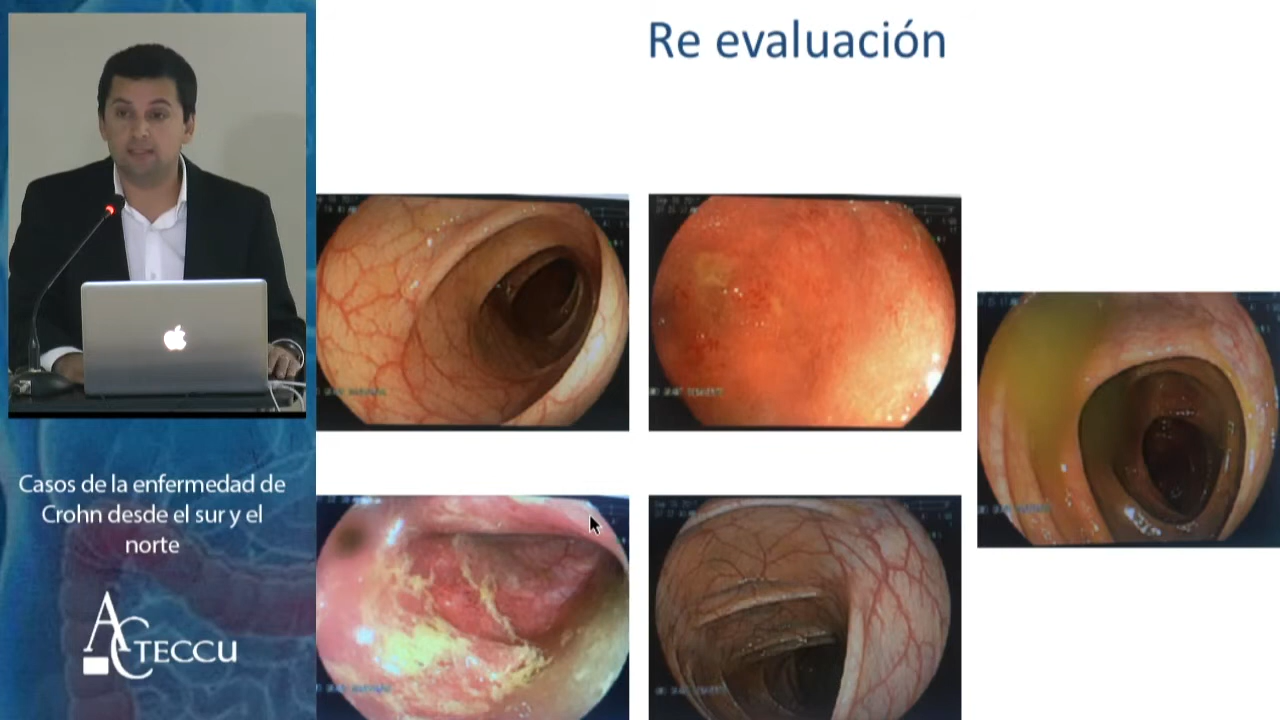 Re evaluación
Casos de la enfermedad de
Crohn desde el sur y el
norte
ACTECCU